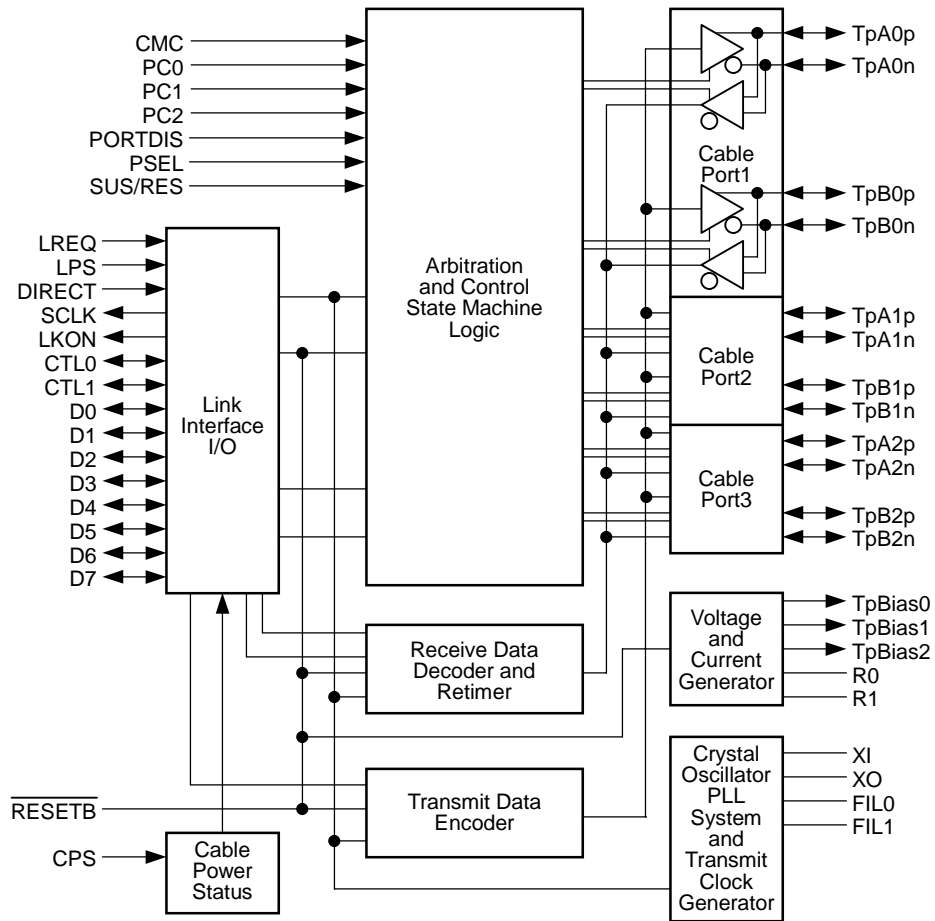 CMC
PC0
PC1
PC2
PORTDIS
PSEL
SUS/RES
LREQ
LPS
DIRECT
SCLK
LKON
CTL0
CTL1
D0
D1
D2
D3
D4
D5
D6
D7
RESETB
CPS
Link
Interface
I/O
Cable
Power
Status
Arbitration
and Control
State Machine
Logic
Receive Data
Decoder and
Retimer
Transmit Data
Encoder
Cable
Port1
Cable
Port2
Cable
Port3
Voltage
and
Current
Generator
Crystal
Oscillator
PLL
System
and
Transmit
Clock
Generator
TpA0p
TpA0n
TpB0p
TpB0n
TpA1p
TpA1n
TpB1p
TpB1n
TpA2p
TpA2n
TpB2p
TpB2n
TpBias0
TpBias1
TpBias2
R0
R1
XI
XO
FIL0
FIL1